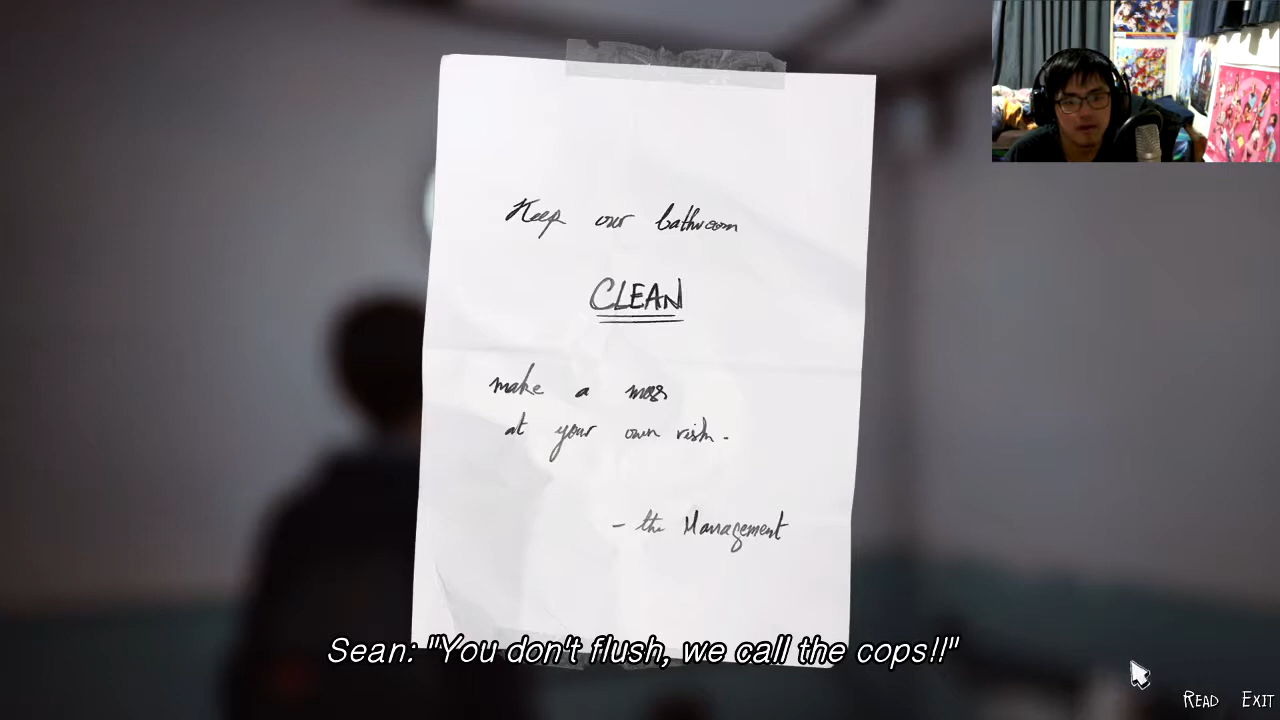 Keep our bathroom
CLEAN
make a mess
at your own risk.
- the Management
Sean: "You don't flush, we call the cops!!"
READ EXIT